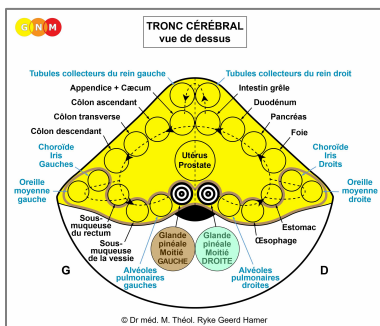 GNM
TRONC CÉRÉBRAL
vue de dessus
Tubules collecteurs du rein gauche
Tubules collecteurs du rein droit
Appendice + Cæcum
Intestin grêle
Côlon ascendant
Duodénum
Côlon transverse
Pancréas
Côlon descendant
Foie
Choroïde
Iris
Gauches
Choroïde
Iris
Droits
Utérus
Prostate
Oreille
moyenne
gauche
Oreille
moyenne
droite
Sous-
muqueuse
du rectum
Sous-
muqueuse
de la vessie
Estomac
Œsophage
Glande
pinéale
Moitié
GAUCHE
Glande
pinéale
Moitié
DROITE
G
D
Alvéoles
pulmonaires
gauches
Alvéoles
pulmonaires
droites
© Dr méd. M. Théol. Ryke Geerd Hamer